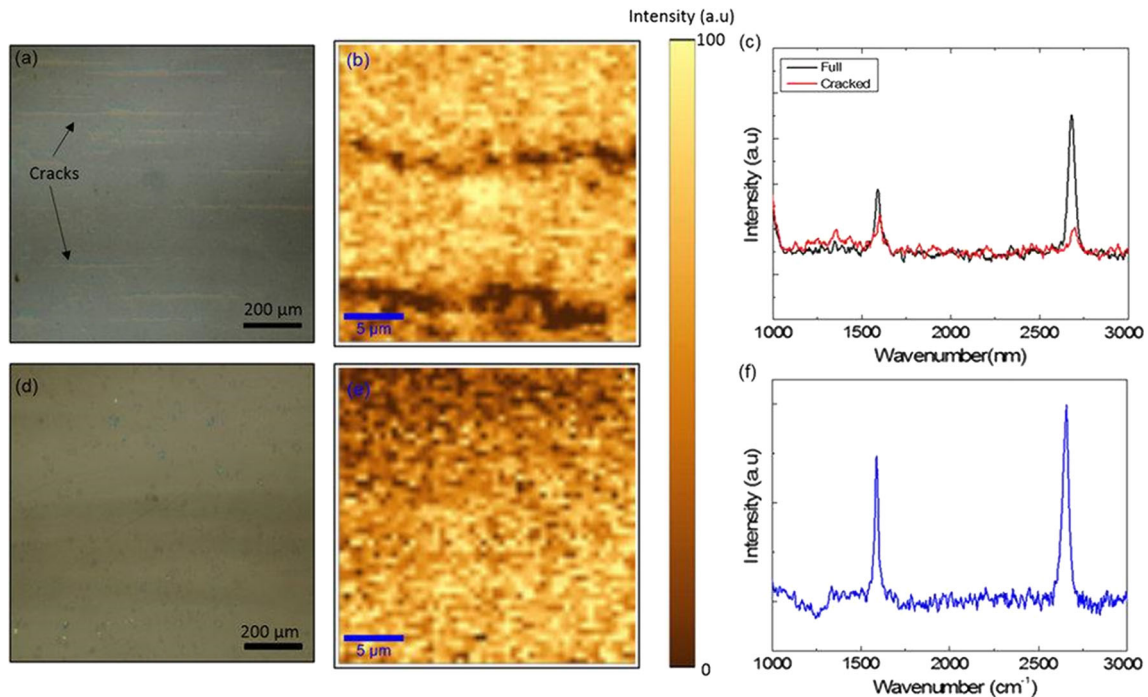 Intensity (a.u)
(a)
Cracks
200 µm
(b)
5 µm
100
0
(c)
Full
Cracked
Intensity (a.u)
1000 1500 2000 2500 3000
Wavenumber(nm)
(d)
200 µm
(e)
5 µm
(f)
Intensity (a.u)
1000 1500 2000 2500 3000
Wavenumber (cm⁻¹)